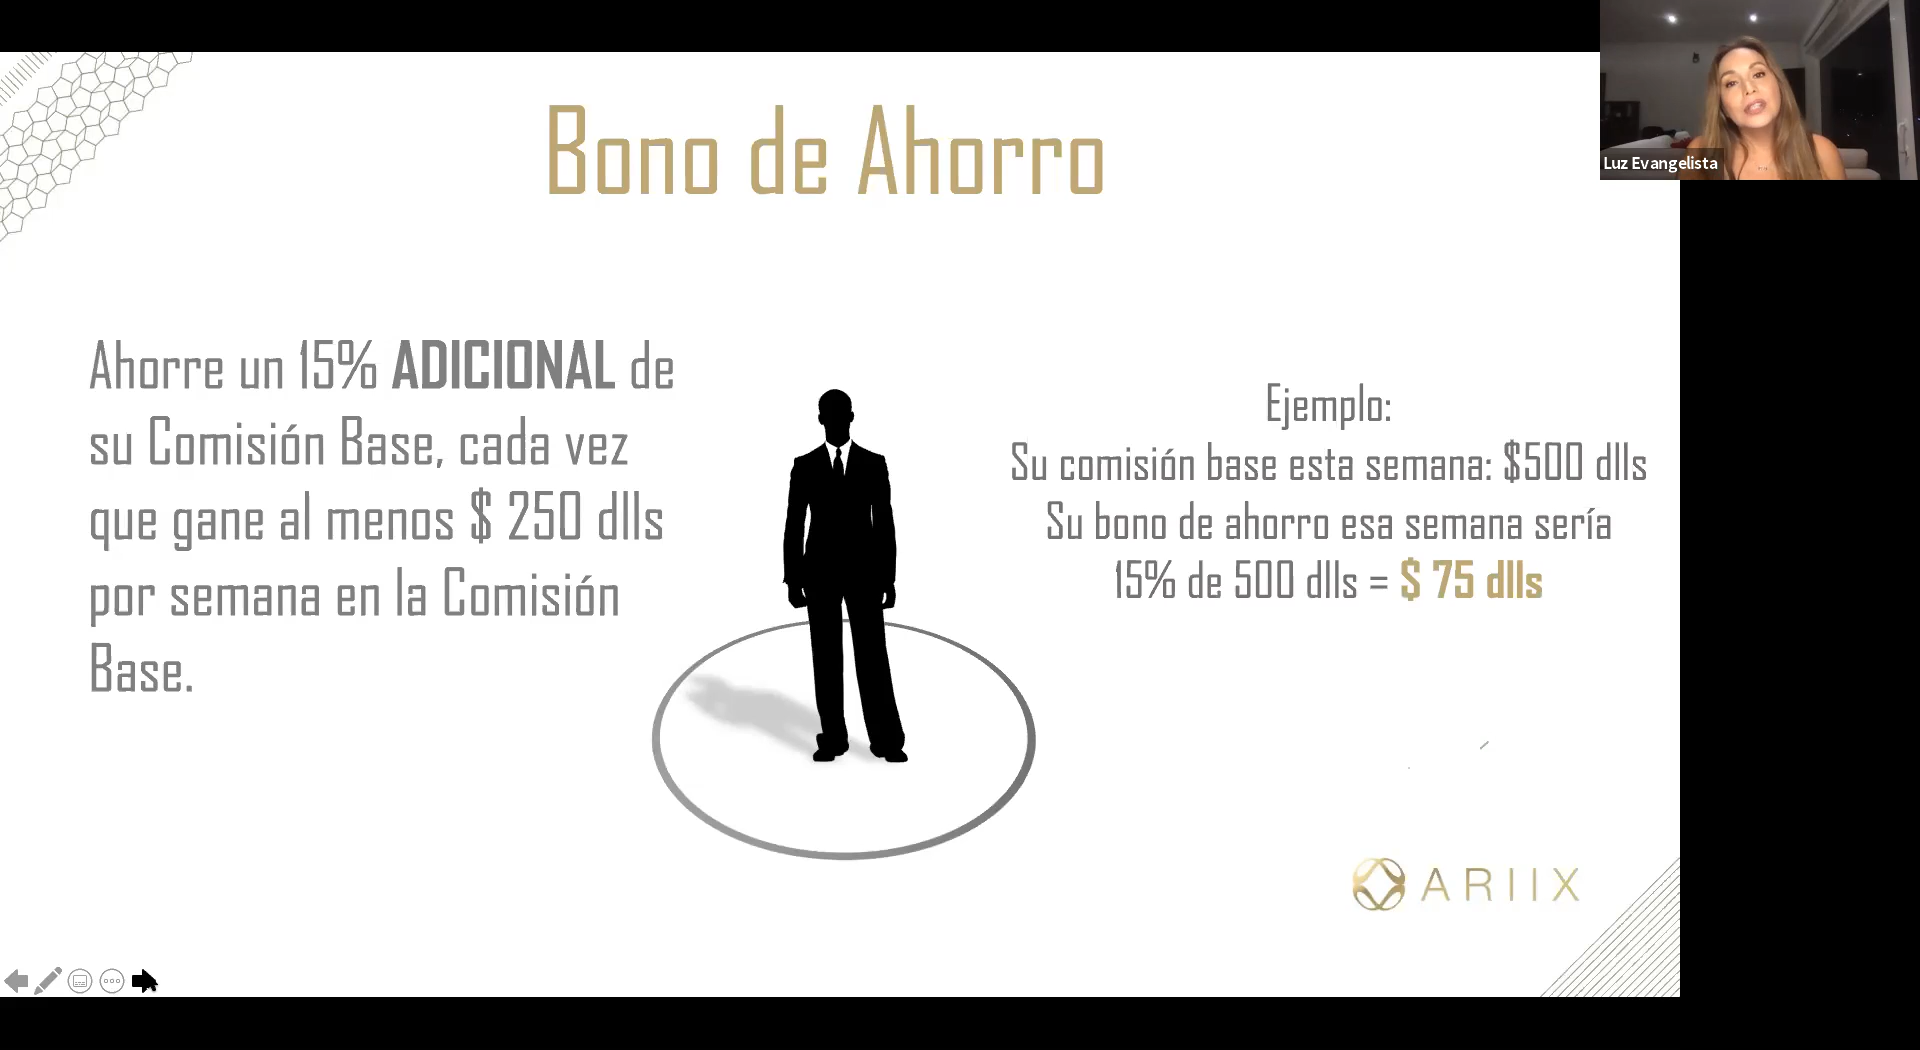 Bono de Ahorro
Luz Evangelista
Ahorre un 15% ADICIONAL de
su Comisión Base, cada vez
que gane al menos $ 250 dlls
por semana en la Comisión
Base.
Ejemplo:
Su comisión base esta semana: $500 dlls
Su bono de ahorro esa semana sería
15% de 500 dlls = $ 75 dlls
ARIIX